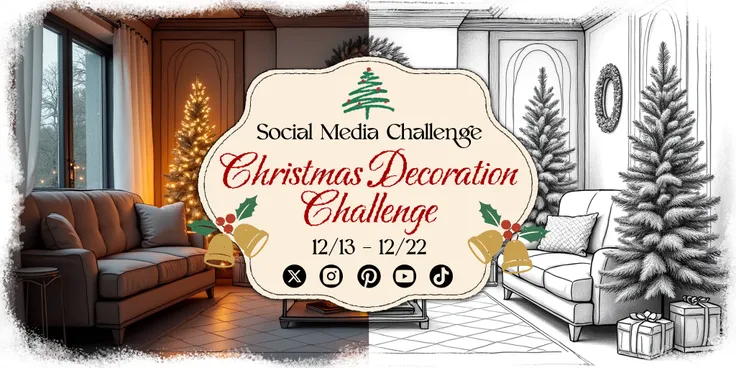 Social Media Challenge
Christmas Decoration
Challenge
12/13 – 12/22